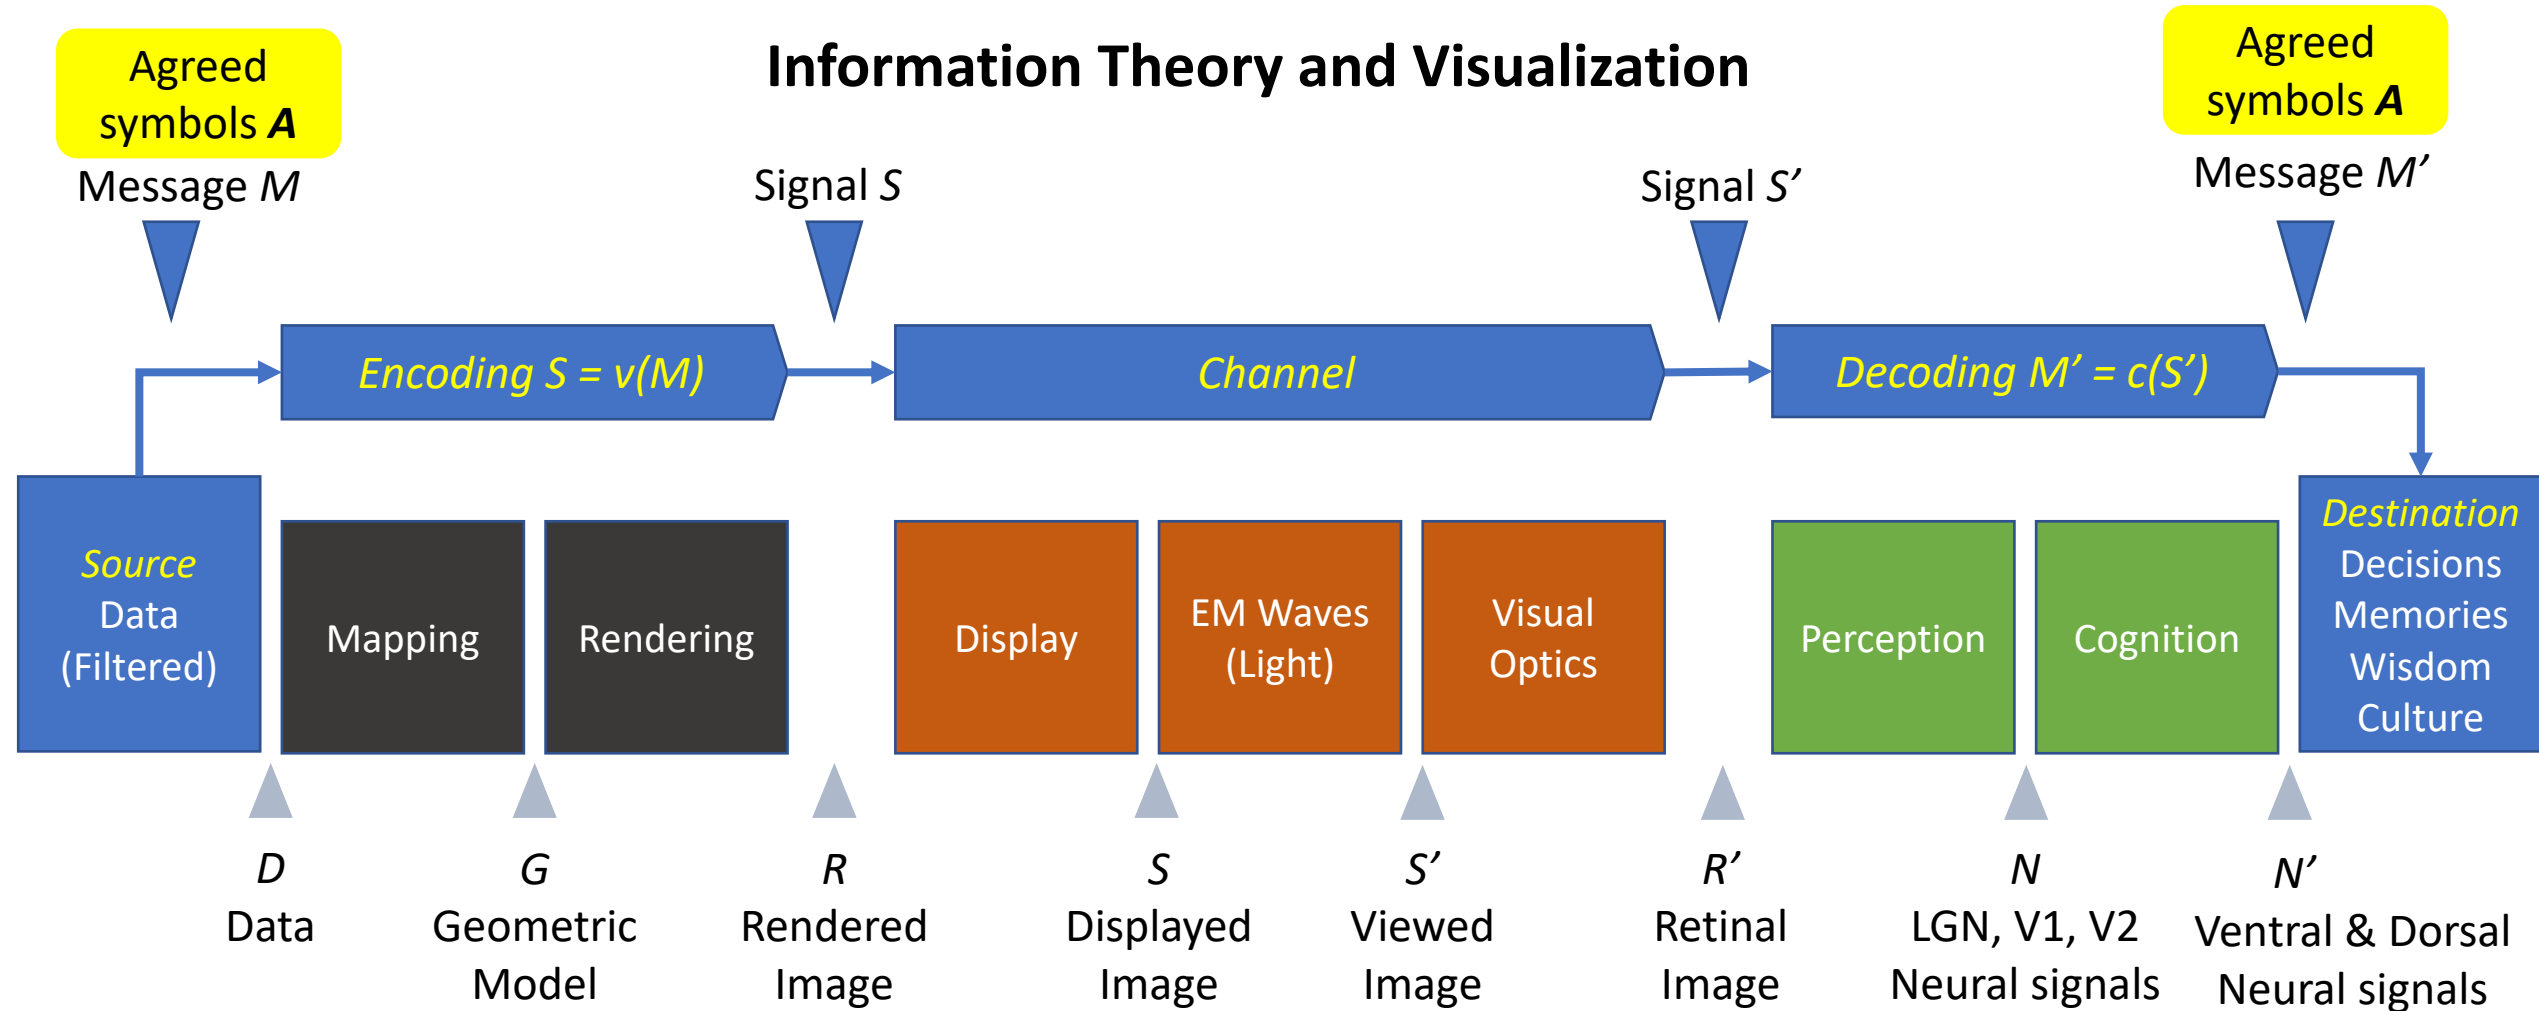 Information Theory and Visualization
Agreed
symbols A
Message M
Signal S
Signal S’
Agreed
symbols A
Message M’
Encoding S = v(M)
Channel
Decoding M’ = c(S’)
Source
Data
(Filtered)
Mapping
Rendering
Display
EM Waves
(Light)
Visual
Optics
Perception
Cognition
Destination
Decisions
Memories
Wisdom
Culture
D
Data
G
Geometric
Model
R
Rendered
Image
S
Displayed
Image
S’
Viewed
Image
R’
Retinal
Image
N
LGN, V1, V2
Neural signals
N’
Ventral & Dorsal
Neural signals